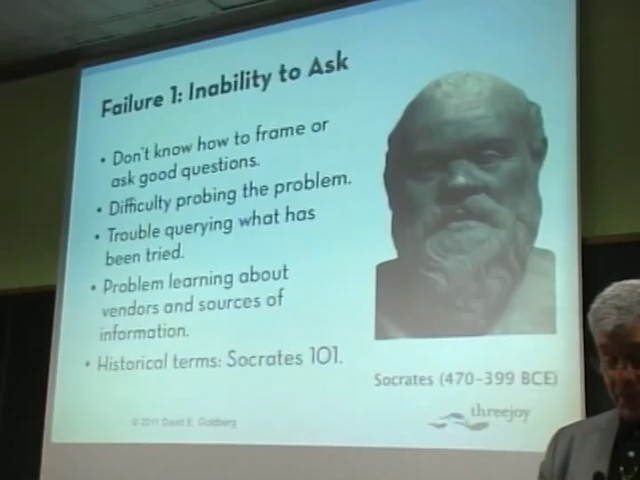 Failure 1: Inability to Ask
• Don't know how to frame or
ask good questions.
• Difficulty probing the problem.
• Trouble querying what has
been tried.
• Problem learning about
vendors and sources of
information.
• Historical terms: Socrates 101.
Socrates (470-399 BCE)
© 2011 David E. Goldberg
threejoy